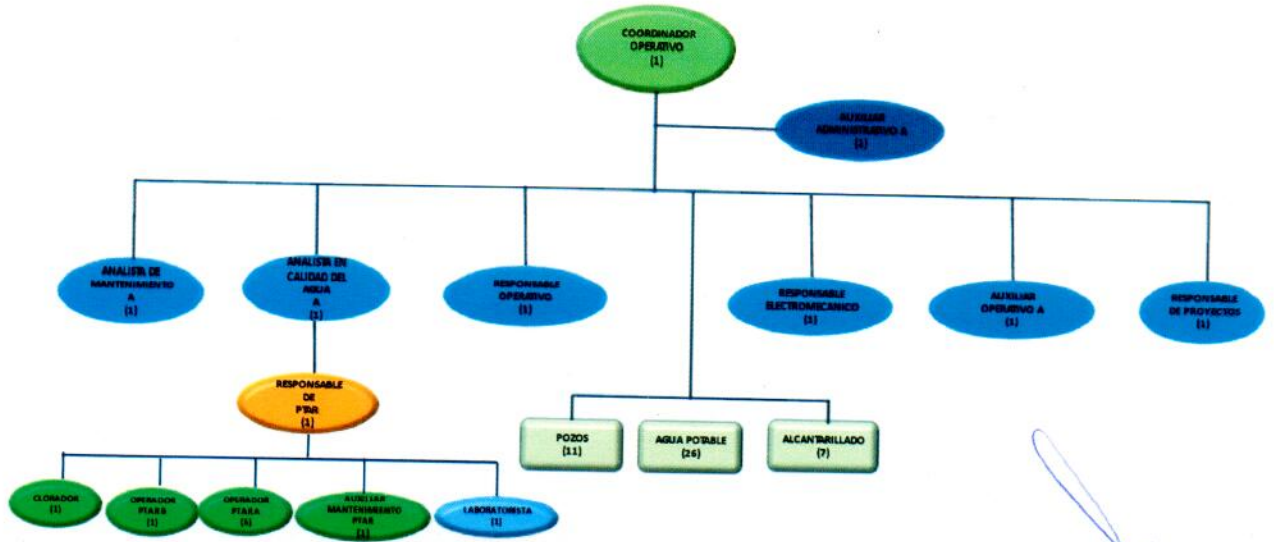 COORDINADOR
OPERATIVO
(1)
AUXILIAR
ADMINISTRATIVO A
(2)
ANALISTA DE
MANTENIMIENTO
A
(1)
ANALISTA EN
CALIDAD DEL
AGUA
A
(1)
RESPONSABLE
OPERATIVO
(1)
RESPONSABLE
ELECTROMECANICO
(1)
AUXILIAR
OPERATIVO A
(1)
RESPONSABLE
DE PROYECTOS
(1)
RESPONSABLE
DE
PTAR
(1)
POZOS
(11)
AGUA POTABLE
(26)
ALCANTARILLADO
(7)
CLORADOR
(1)
OPERADOR
PTAR B
(1)
OPERADOR
PTAR A
AUXILIAR
MANTENIMIENTO
PTAR
(1)
LABORATORISTA
(1)